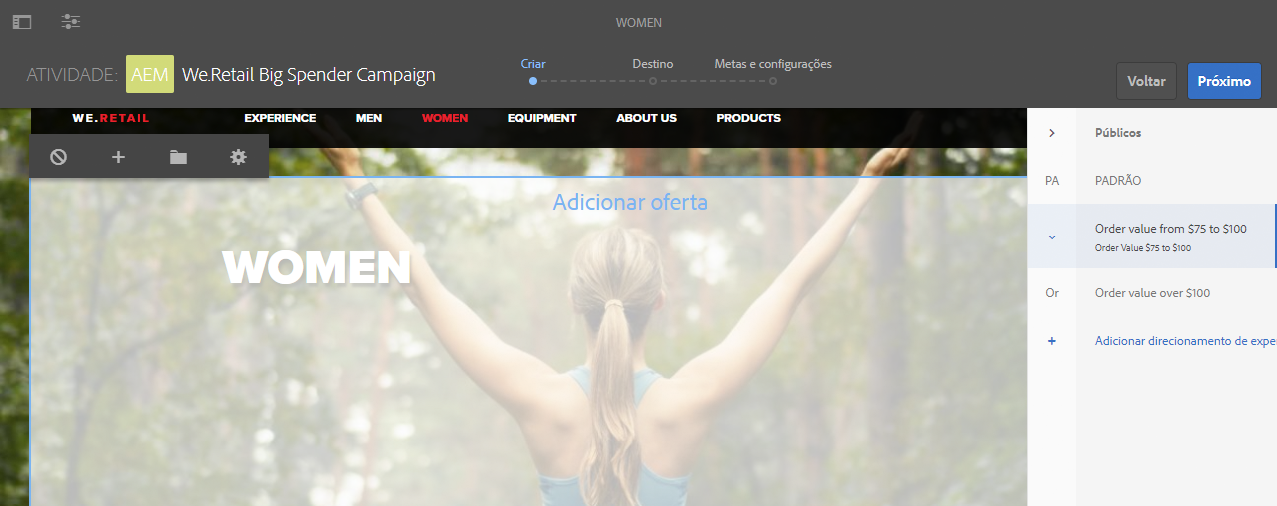 WOMEN
ATIVIDADE: AEM We.Retail Big Spender Campaign
Criar
Destino
Metas e configurações
Voltar
Próximo
WE.RETAIL
EXPERIENCE
MEN
WOMEN
EQUIPMENT
ABOUT US
PRODUCTS
Adicionar oferta
WOMEN
Públicos
PA PADRÃO
Order value from $75 to $100
Order Value $75 to $100
Or Order value over $100
+ Adicionar direcionamento de expe